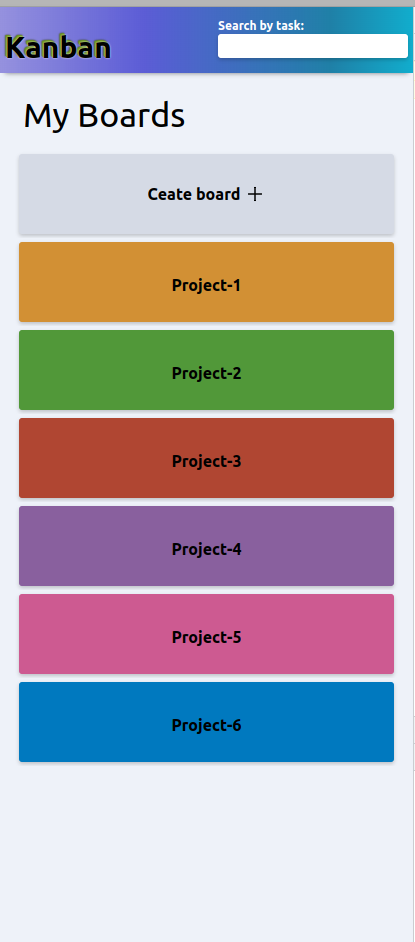 Search by task:
Kanban
My Boards
Ceate board +
Project-1
Project-2
Project-3
Project-4
Project-5
Project-6